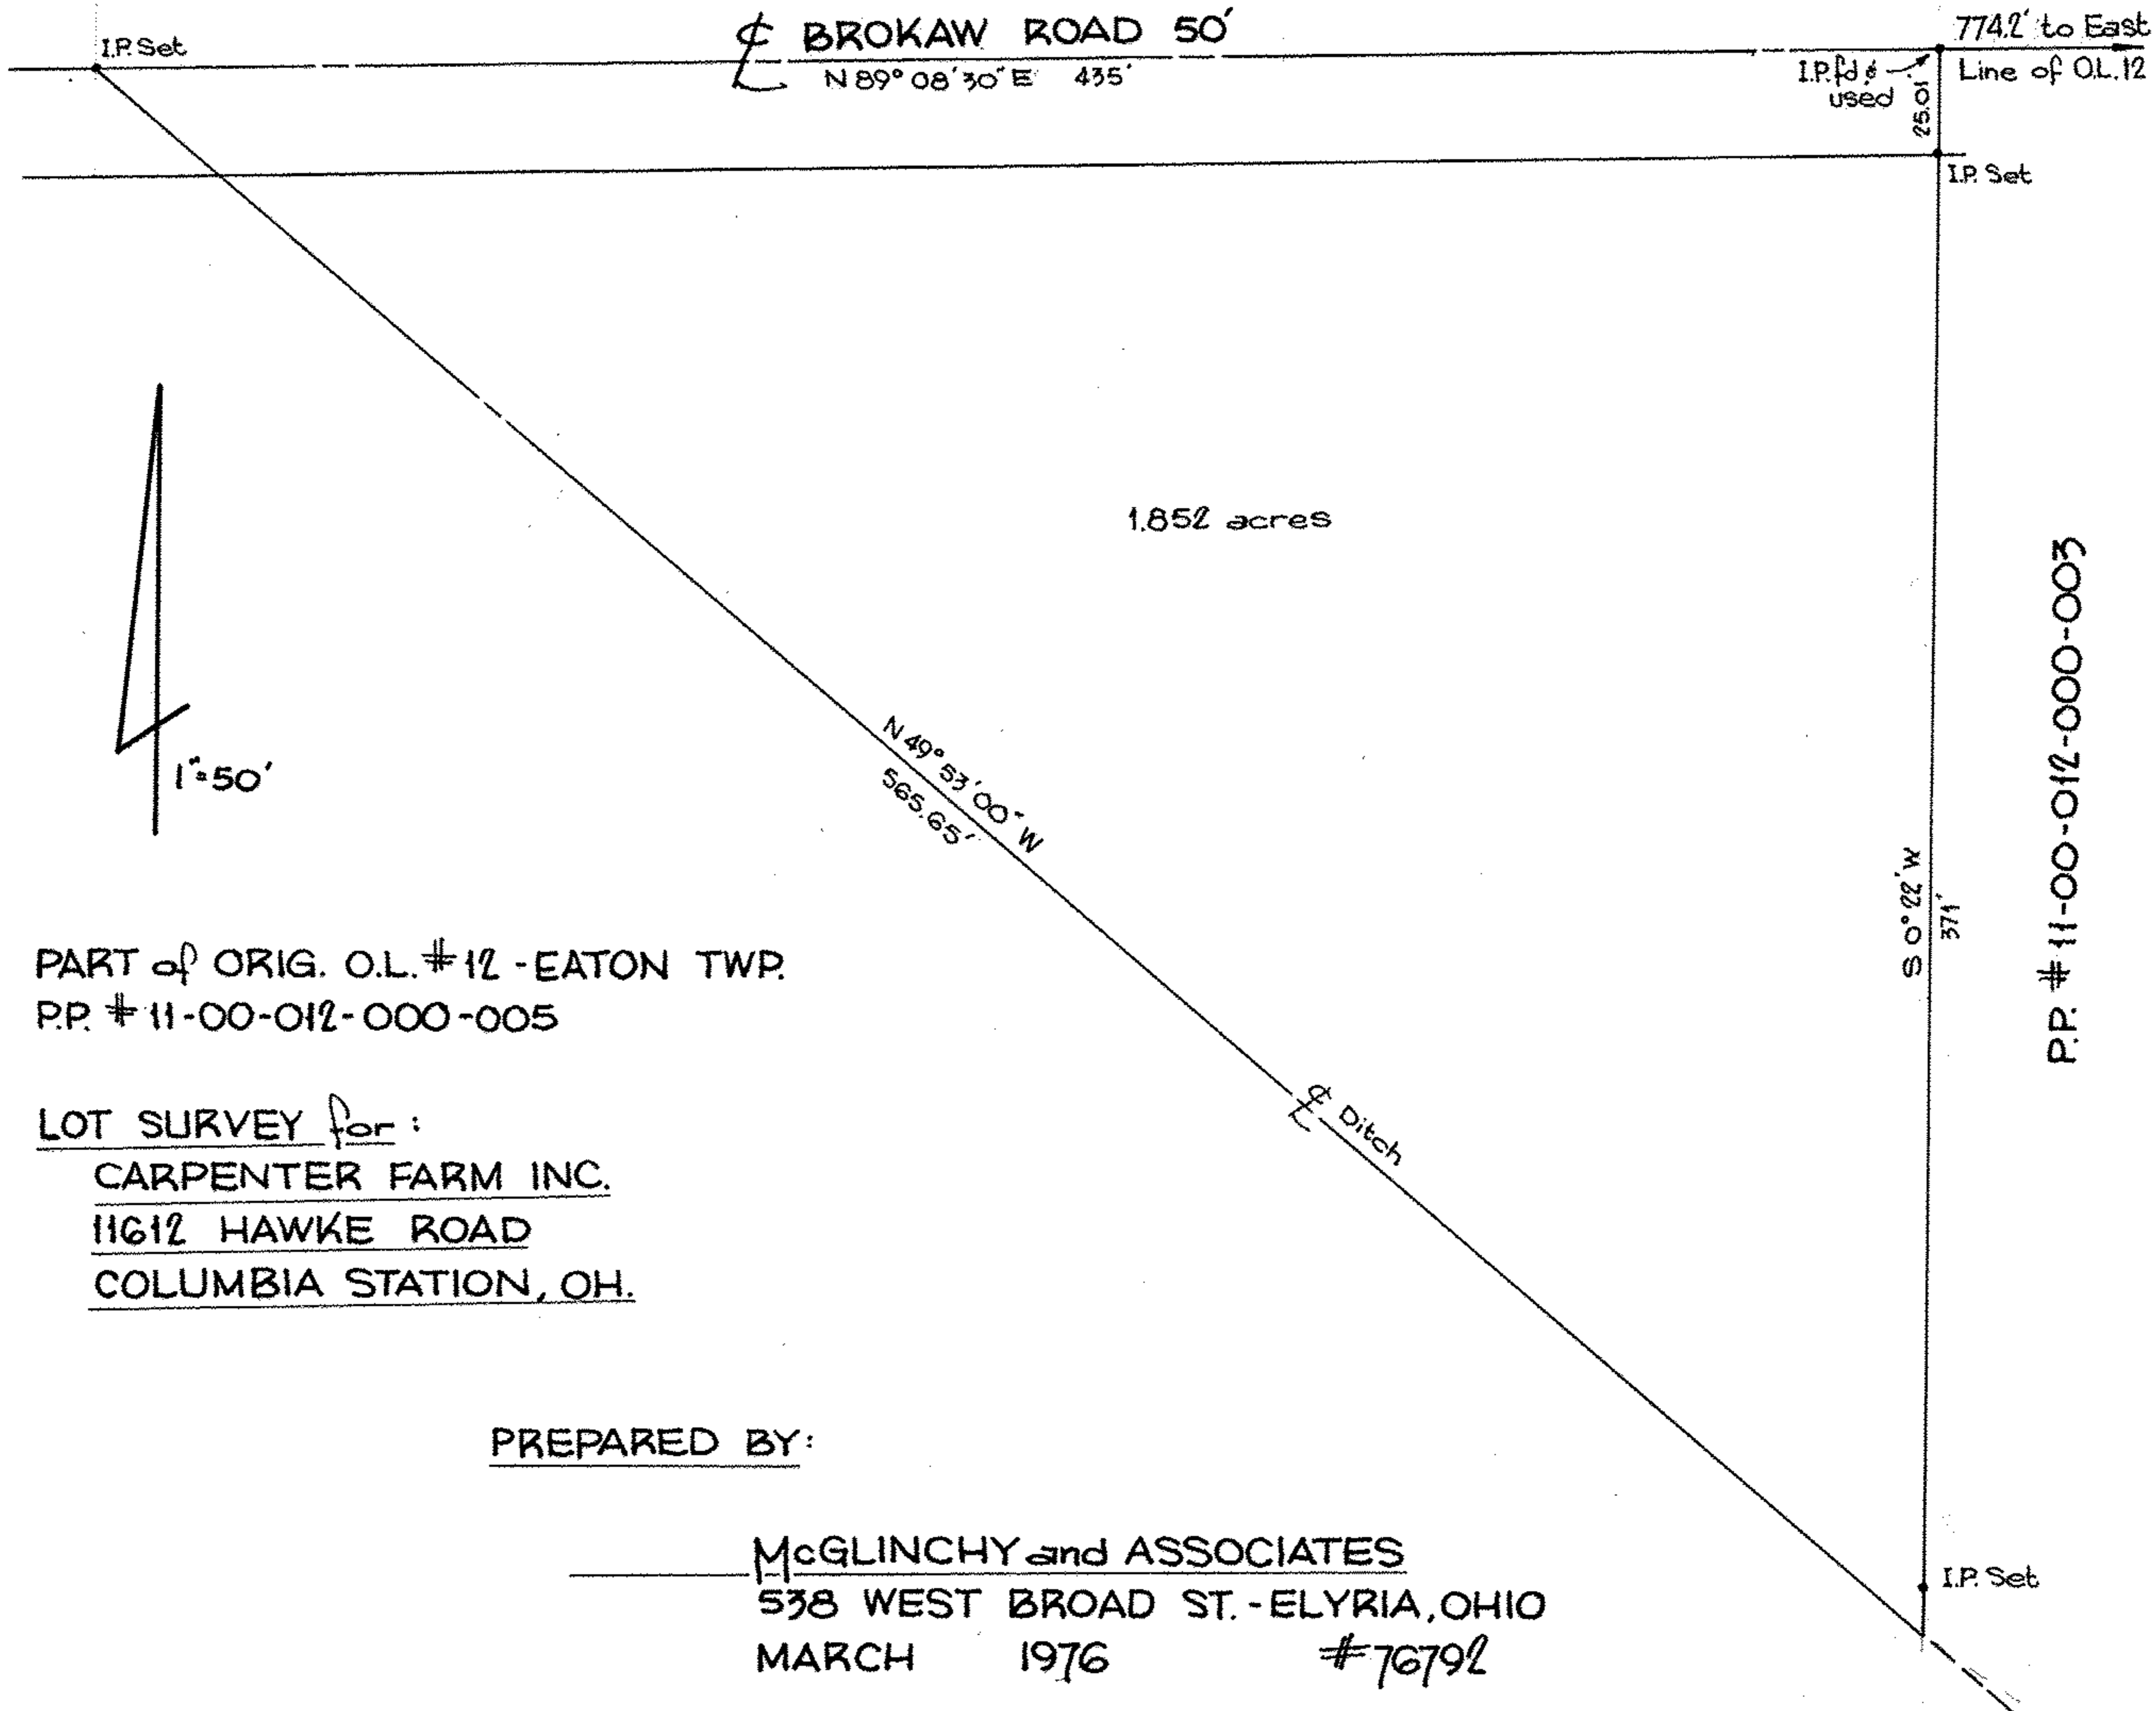 I.P. Set
℄ BROKAW ROAD 50'
N 89° 08' 30" E 435'
774.2' to East
Line of O.L. 12
I.P. fd &
used
25.01
I.P. Set
1.852 acres
P.P. # 11-00-012-000-003
1" = 50'
N 49° 53' 00" W
565.65'
S 0° 22' W
371'
PART of ORIG. O.L. # 12 - EATON TWP.
P.P. # 11-00-012-000-005
℄ Ditch
LOT SURVEY for :
CARPENTER FARM INC.
11612 HAWKE ROAD
COLUMBIA STATION, OH.
PREPARED BY:
I.P. Set
McGLINCHY and ASSOCIATES
538 WEST BROAD ST. - ELYRIA, OHIO
MARCH 1976 # 76792